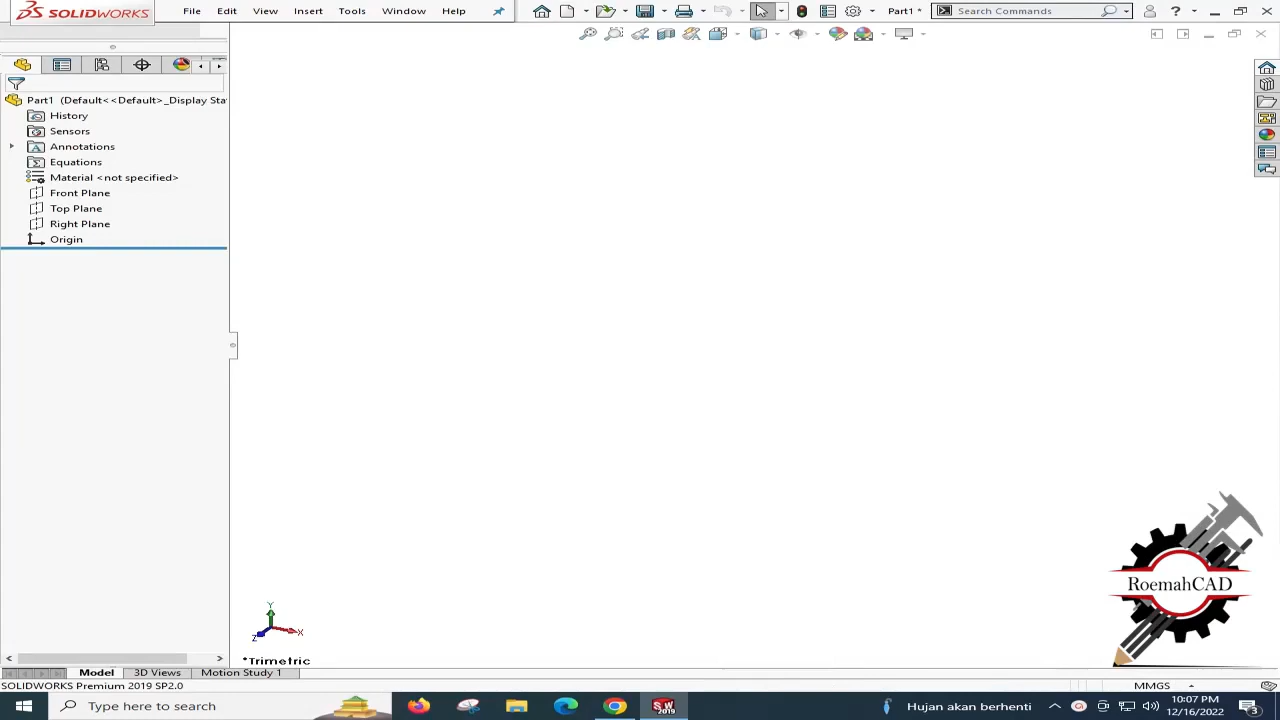 SOLIDWORKS File Edit View Insert Tools Window Help Part1 * Search Commands ?
Part1 (Default<<Default>_Display Sta
History
Sensors
Annotations
Equations
Material <not specified>
Front Plane
Top Plane
Right Plane
Origin
RoemahCAD
Y
X
Z
*Trimetric
Model 3D Views Motion Study 1
SOLIDWORKS Premium 2019 SP2.0 MMGS
Type here to search SW 2019 Hujan akan berhenti 10:07 PM
12/16/2022 3